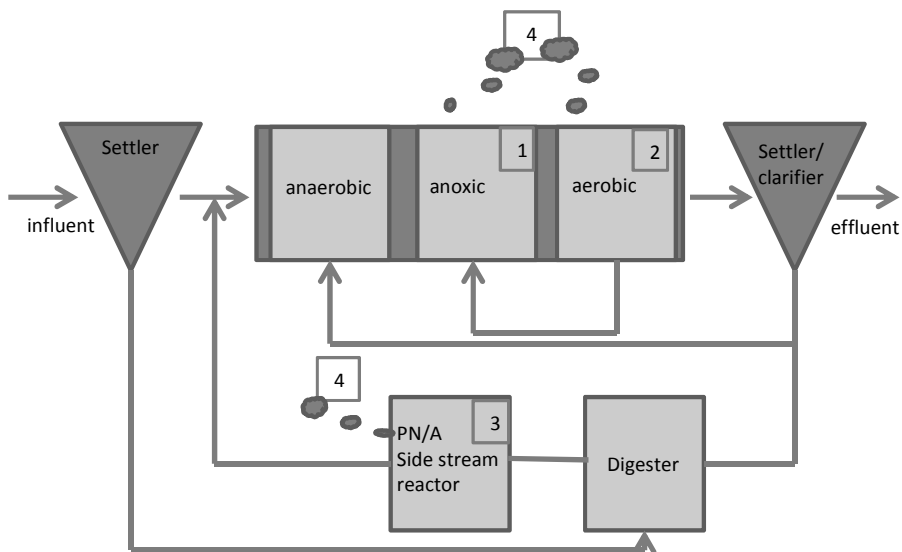 4
Settler
1
2
Settler/
clarifier
anaerobic
anoxic
aerobic
influent
effluent
4
3
PN/A
Side stream
reactor
Digester